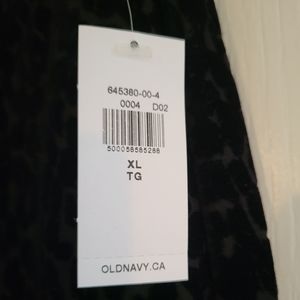 645380-00-4
0004 D02
500058585288
XL
TG
OLDNAVY.CA